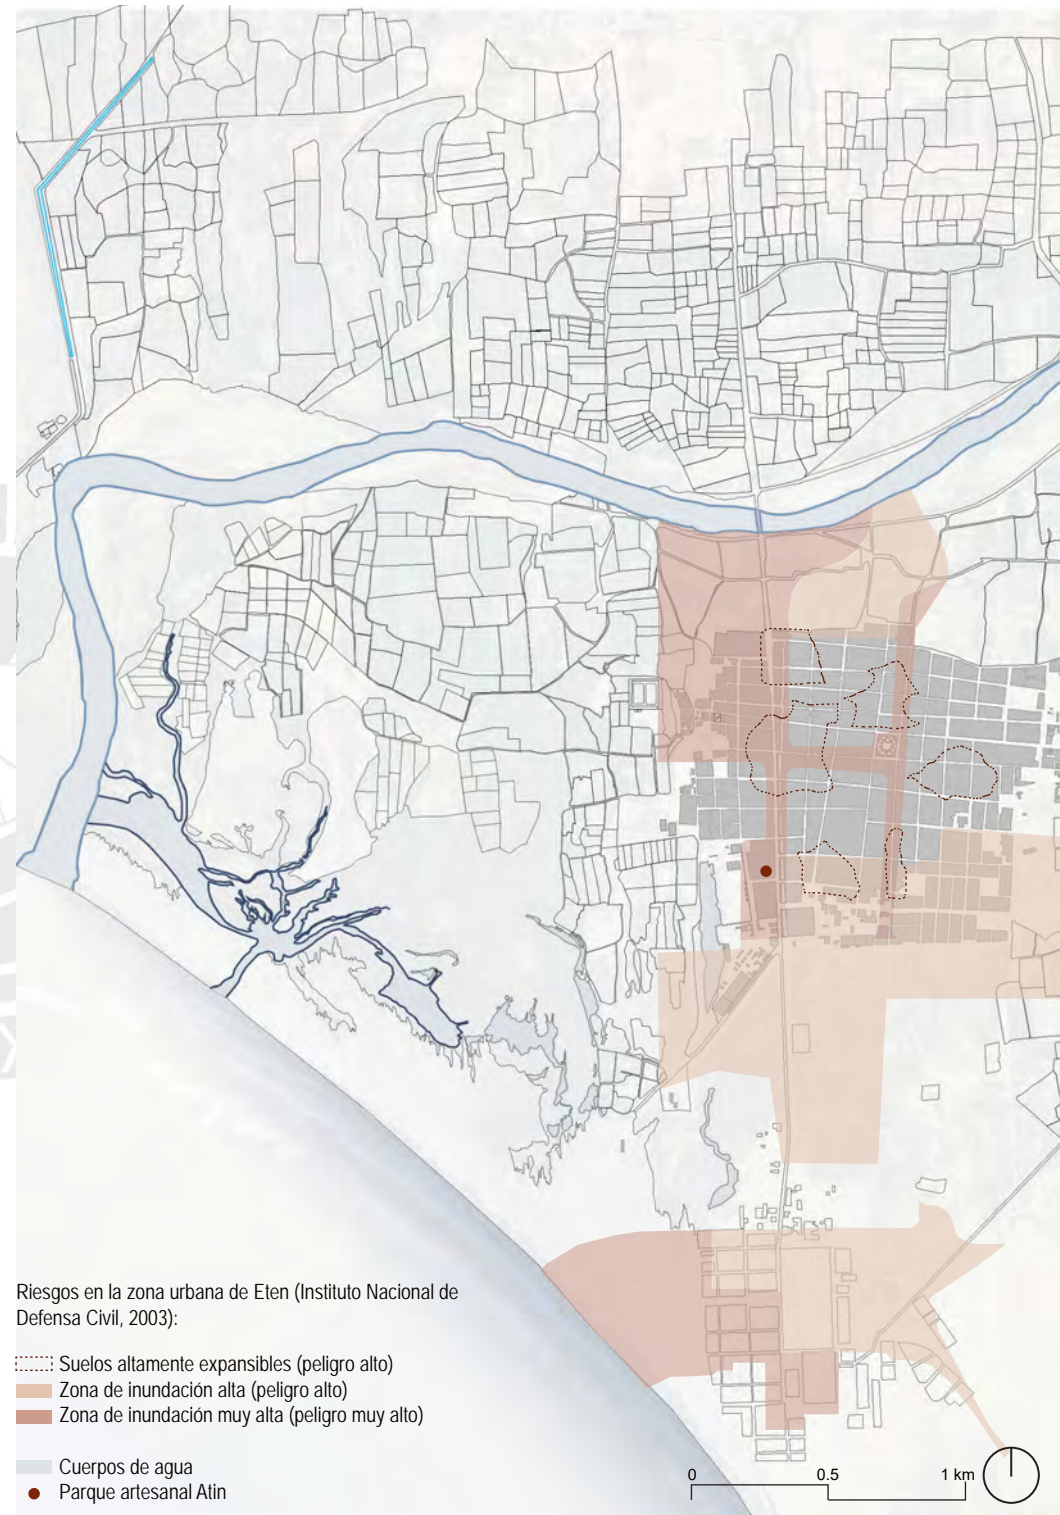 Riesgos en la zona urbana de Eten (Instituto Nacional de
Defensa Civil, 2003):
Suelos altamente expansibles (peligro alto)
Zona de inundación alta (peligro alto)
Zona de inundación muy alta (peligro muy alto)
Cuerpos de agua
Parque artesanal Atin
0 0.5 1 km